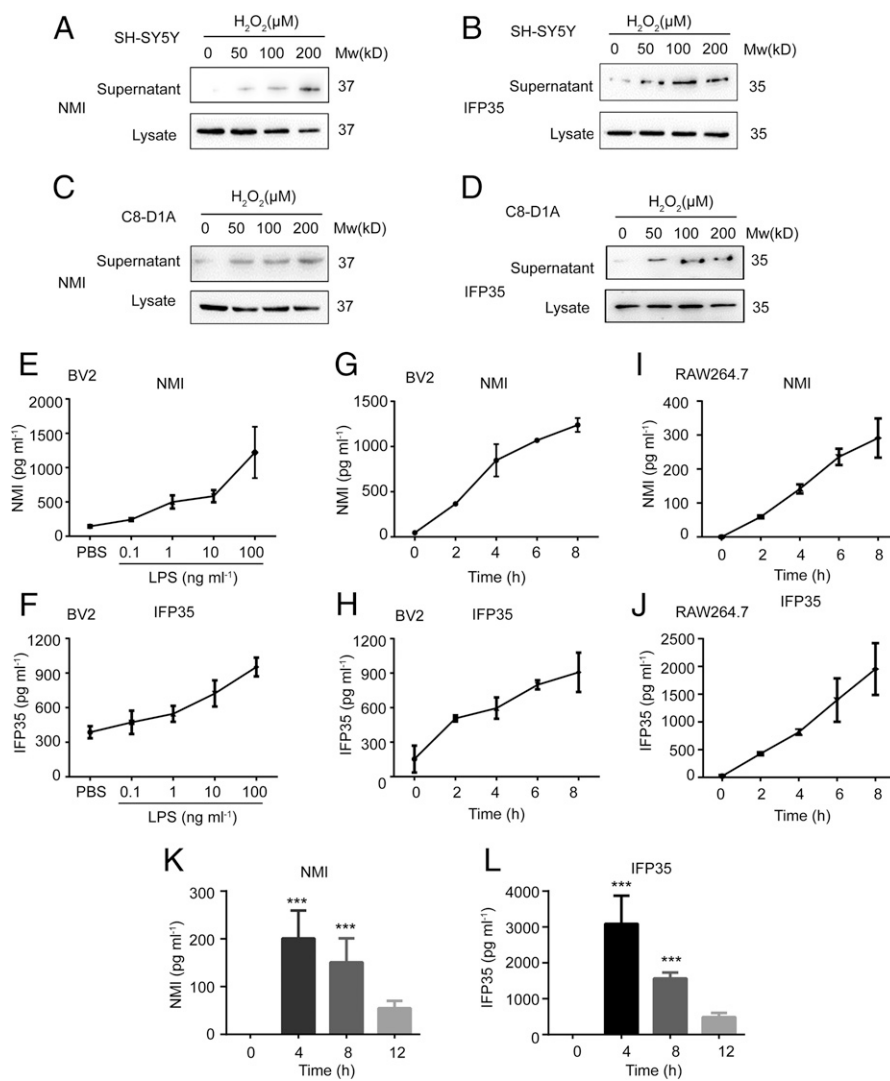 A
H2O2(µM)
SH-SY5Y
0 50 100 200 Mw(kD)
Supernatant 37
NMI
Lysate 37
B
H2O2(µM)
SH-SY5Y
0 50 100 200 Mw(kD)
Supernatant 35
IFP35
Lysate 35
C
H2O2(µM)
C8-D1A
0 50 100 200 Mw(kD)
Supernatant 37
NMI
Lysate 37
D
H2O2(µM)
C8-D1A
0 50 100 200 Mw(kD)
Supernatant 35
IFP35
Lysate 35
E
BV2 NMI
2000
1500
1000
500
0
NMI (pg ml-1)
PBS 0.1 1 10 100
LPS (ng ml-1)
G
BV2 NMI
1500
1000
500
0
NMI (pg ml-1)
0 2 4 6 8
Time (h)
I
RAW264.7 NMI
400
300
200
100
0
NMI (pg ml-1)
0 2 4 6 8
Time (h)
F
BV2 IFP35
1200
900
600
300
0
IFP35 (pg ml-1)
PBS 0.1 1 10 100
LPS (ng ml-1)
H
BV2 IFP35
1200
900
600
300
0
IFP35 (pg ml-1)
0 2 4 6 8
Time (h)
J
RAW264.7 IFP35
2500
2000
1500
1000
500
0
IFP35 (pg ml-1)
0 2 4 6 8
Time (h)
K
NMI
300
200
100
0
NMI (pg ml-1)
*** ***
0 4 8 12
Time (h)
L
IFP35
4000
3000
2000
1000
0
IFP35 (pg ml-1)
***
***
0 4 8 12
Time (h)